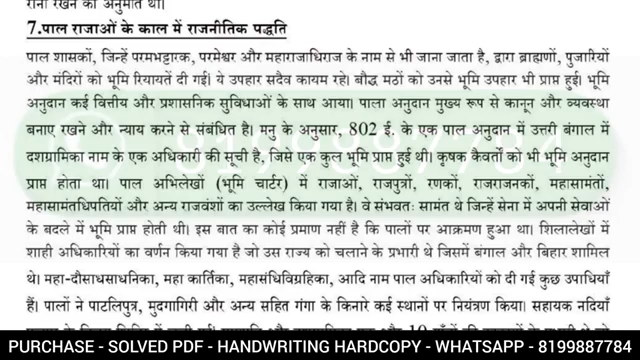 7.पाल राजाओं के काल में राजनीतिक पद्धति
पाल शासकों, जिन्हें परमभट्टारक, परमेश्वर और महाराजाधिराज के नाम से भी जाना जाता है, द्वारा ब्राह्मणों, पुजारियों
और मंदिरों को भूमि रियायतें दी गई। ये उपहार सदैव कायम रहे। बौद्ध मठों को उनसे भूमि उपहार भी प्राप्त हुई। भूमि
अनुदान कई वित्तीय और प्रशासनिक सुविधाओं के साथ आया। पाला अनुदान मुख्य रूप से कानून और व्यवस्था
बनाए रखने और न्याय करने से संबंधित है। मनु के अनुसार, 802 ई. के एक पाल अनुदान में उत्तरी बंगाल में
दशग्रामिका नाम के एक अधिकारी की सूची है, जिसे एक कुल भूमि प्राप्त हुई थी। कृषक कैवर्तों को भी भूमि अनुदान
प्राप्त होता था। पाल अभिलेखों (भूमि चार्टर) में राजाओं, राजपुत्रों, रणकों, राजराजनकों, महासामंतों,
महासामंतधिपतियों और अन्य राजवंशों का उल्लेख किया गया है। वे संभवतः सामंत थे जिन्हें सेना में अपनी सेवाओं
के बदले में भूमि प्राप्त होती थी। इस बात का कोई प्रमाण नहीं है कि पालों पर आक्रमण हुआ था। शिलालेखों में
शाही अधिकारियों का वर्णन किया गया है जो उस राज्य को चलाने के प्रभारी थे जिसमें बंगाल और बिहार शामिल
थे। महा-दौसाधसाधनिका, महा कार्तिका, महासंधिविग्रहिका, आदि नाम पाल अधिकारियों को दी गई कुछ उपाधियाँ
हैं। पालों ने पाटलिपुत्र, मुदगागिरी और अन्य सहित गंगा के किनारे कई स्थानों पर नियंत्रण किया। सहायक नदियाँ
9199887784
PURCHASE - SOLVED PDF - HANDWRITING HARDCOPY - WHATSAPP - 8199887784